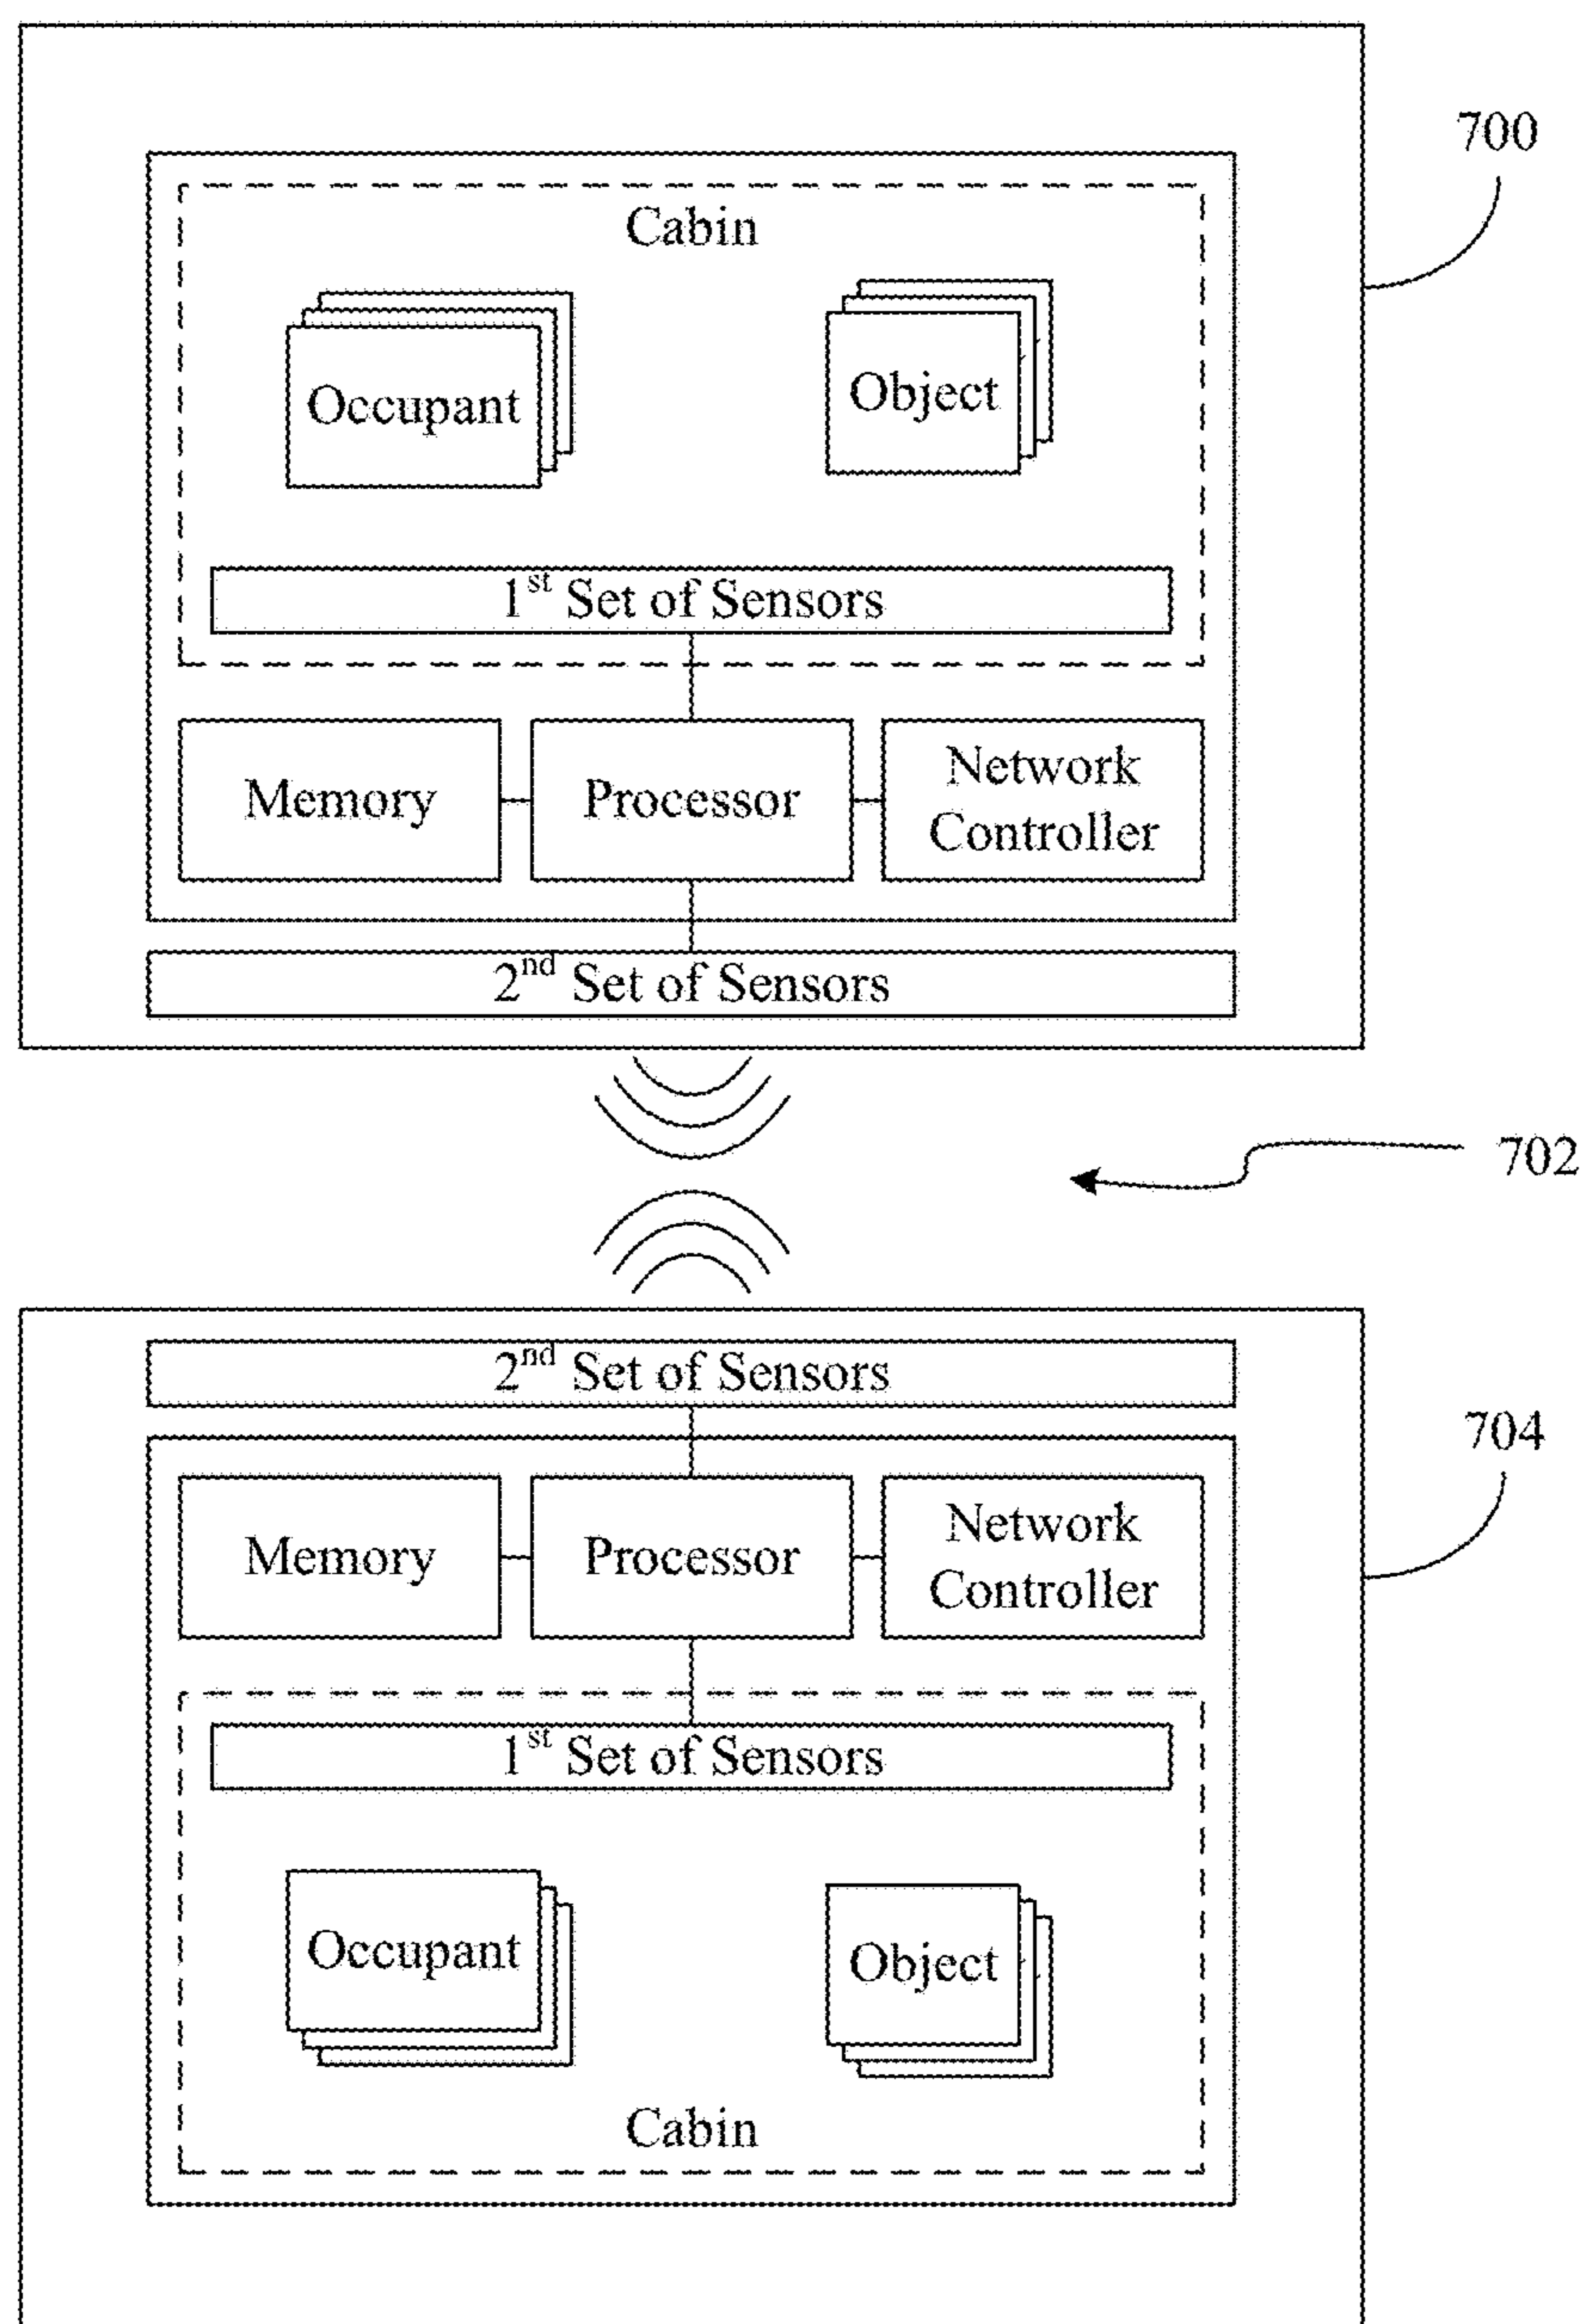 700
Cabin
Occupant
Object
1st Set of Sensors
Memory
Processor
Network
Controller
2nd Set of Sensors
702
2nd Set of Sensors
704
Memory
Processor
Network
Controller
1st Set of Sensors
Occupant
Object
Cabin